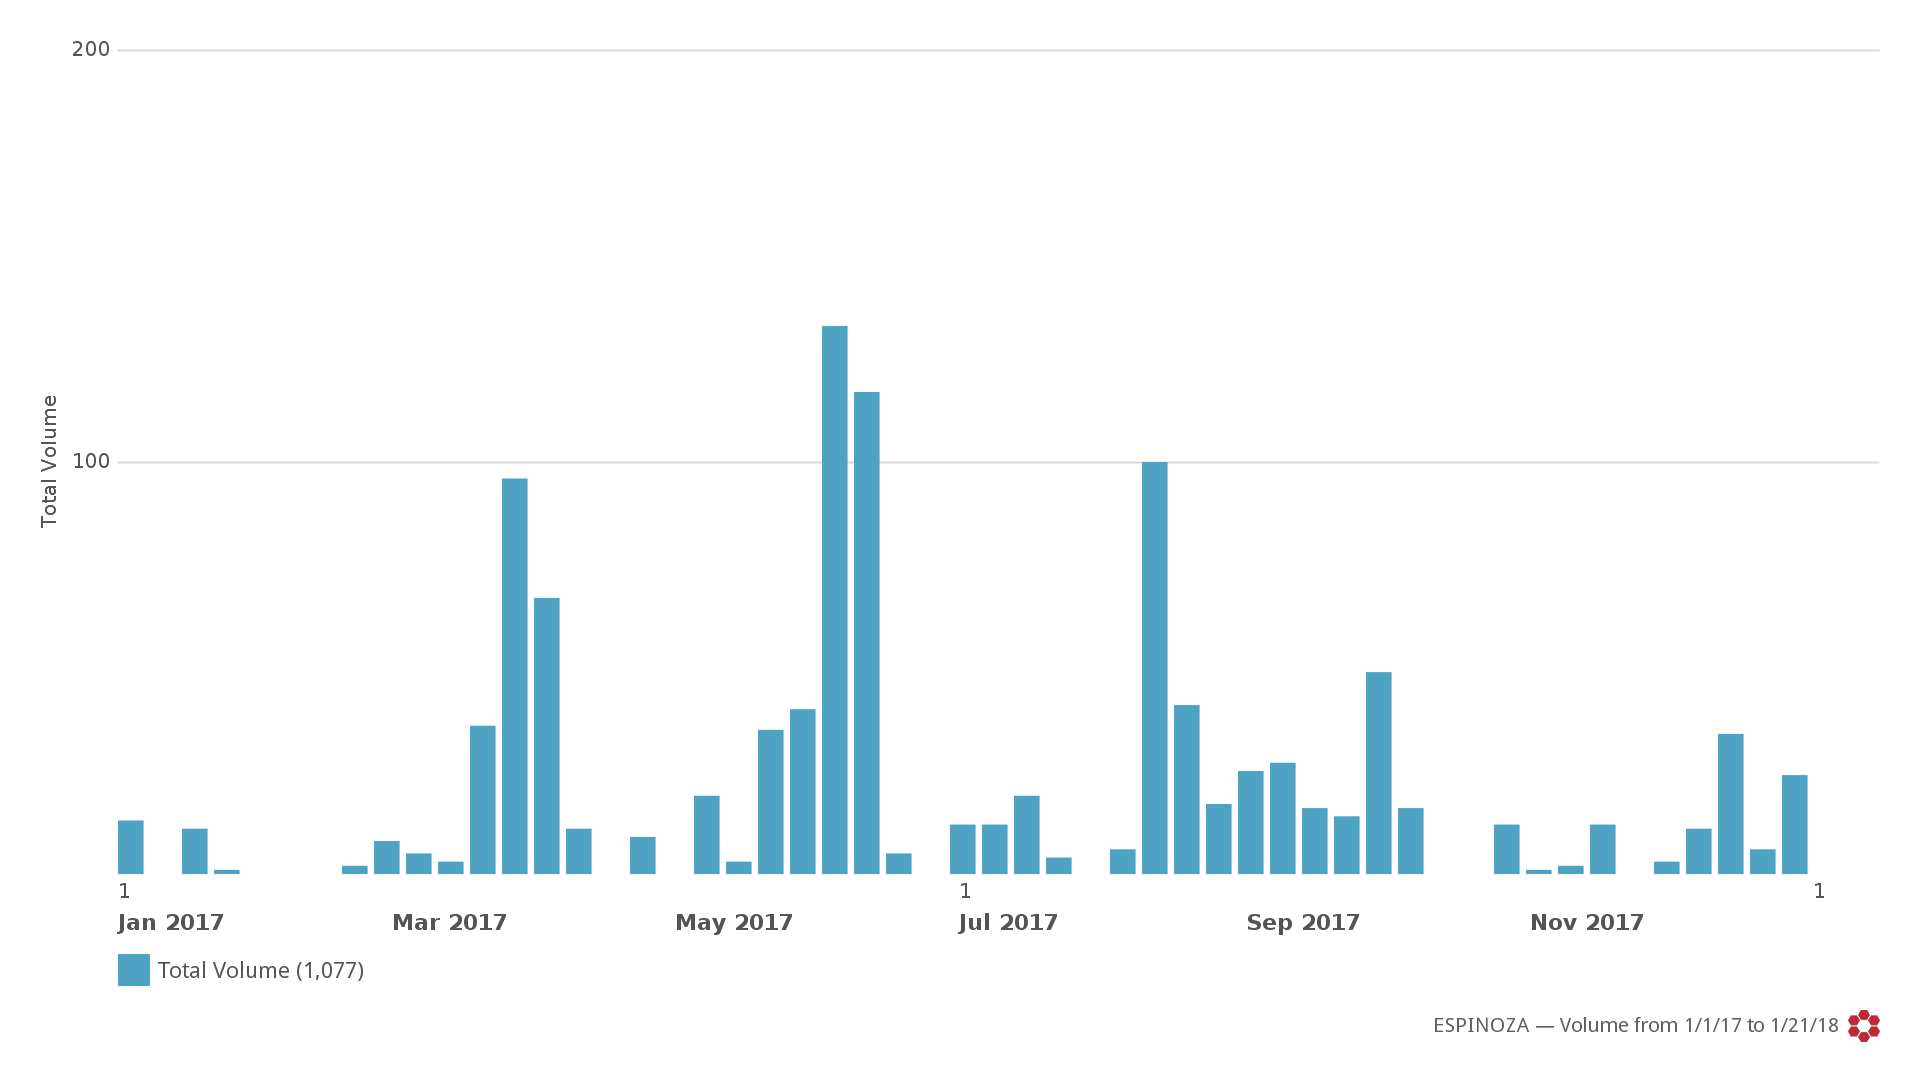 200
100
Total Volume
1
1
1
Jan 2017
Mar 2017
May 2017
Jul 2017
Sep 2017
Nov 2017
Total Volume (1,077)
ESPINOZA — Volume from 1/1/17 to 1/21/18